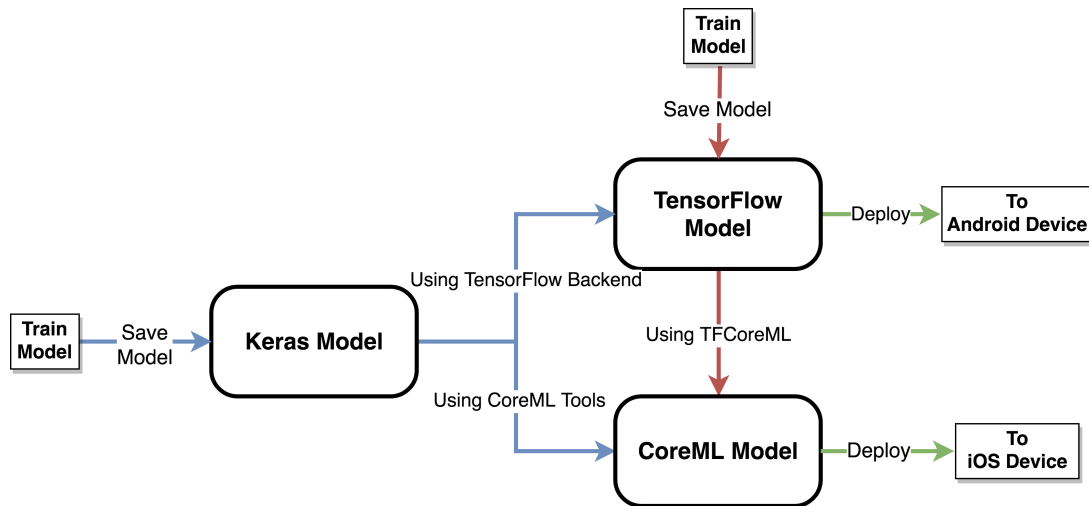 Train
Model
Save Model
TensorFlow
Model
Deploy
To
Android Device
Using TensorFlow Backend
Train
Model
Save
Model
Keras Model
Using TFCoreML
Using CoreML Tools
CoreML Model
Deploy
To
iOS Device